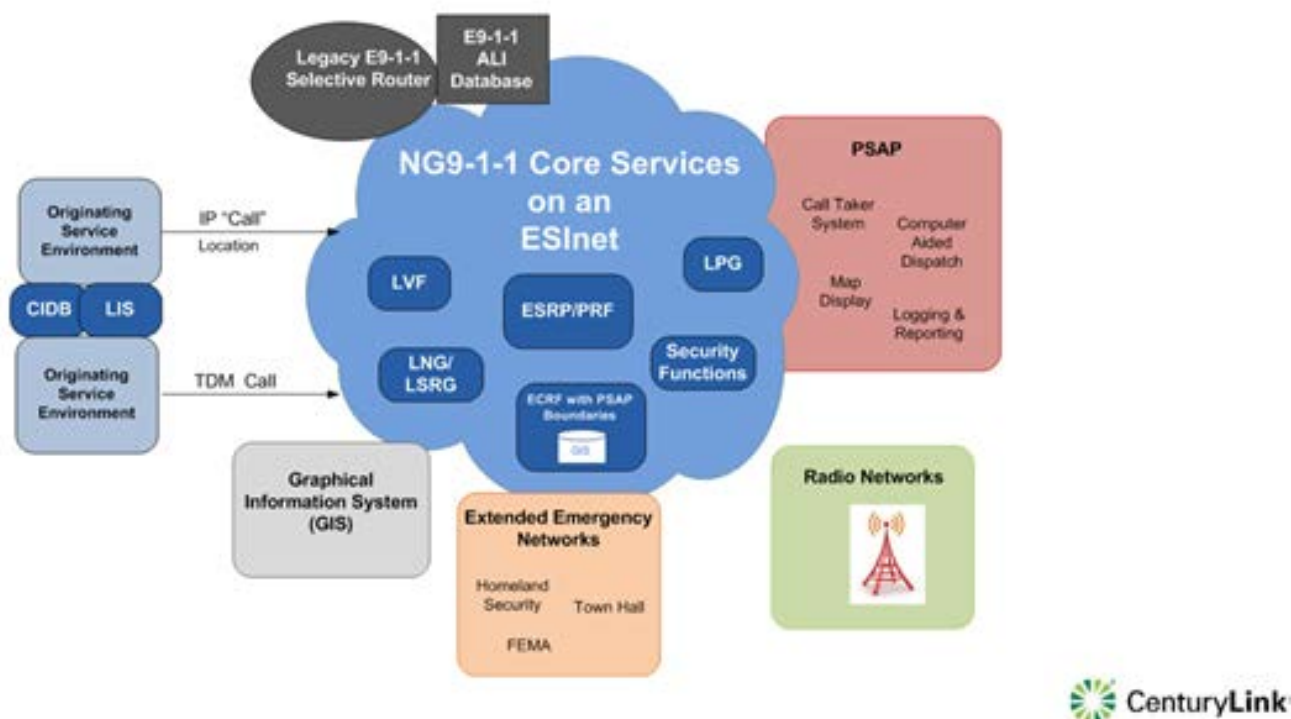 Legacy E9-1-1
Selective Router
E9-1-1
ALI
Database
NG9-1-1 Core Services
on an
ESInet
Originating
Service
Environment
IP "Call"
Location
CIDB
LIS
Originating
Service
Environment
TDM Call
LVF
LNG/
LSRG
ESRP/PRF
ECRF with PSAP
Boundaries
GIS
LPG
Security
Functions
PSAP
Call Taker
System
Computer
Aided
Dispatch
Map
Display
Logging &
Reporting
Graphical
Information System
(GIS)
Extended Emergency
Networks
Homeland
Security
Town Hall
FEMA
Radio Networks
CenturyLink